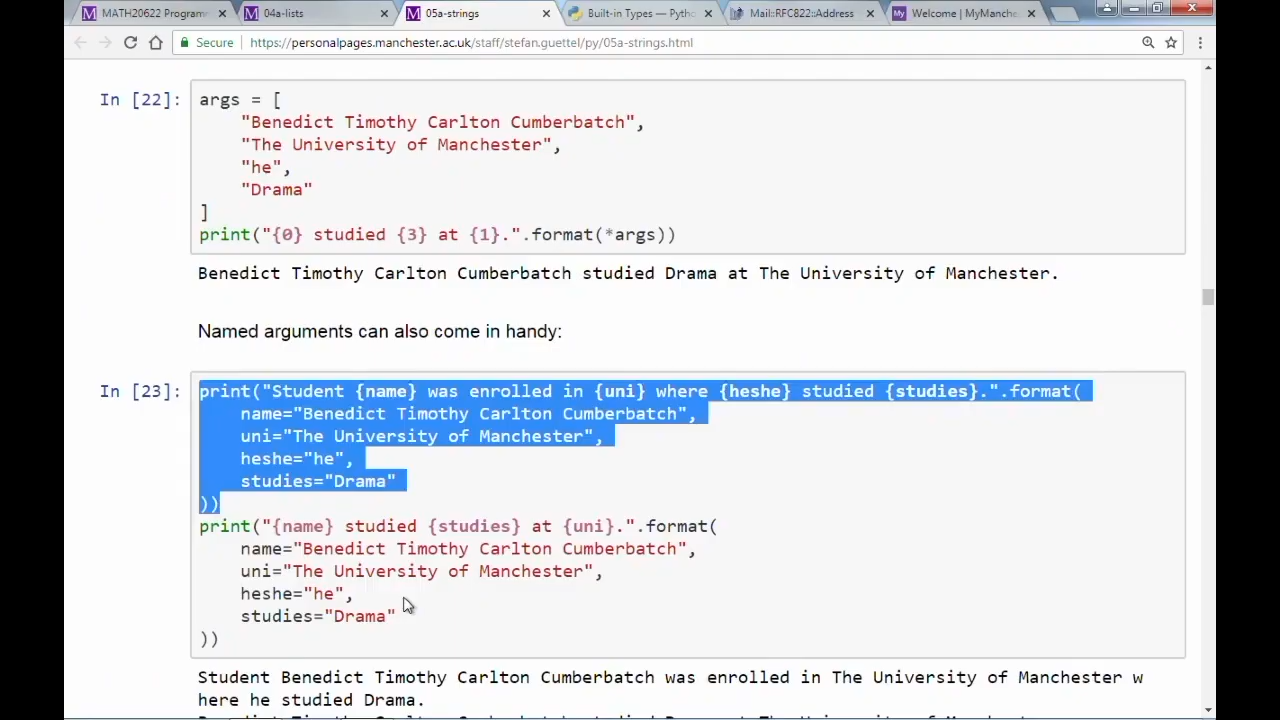 MATH20622 Programm
04a-lists
05a-strings
Built-in Types — Pytho
Mail::RFC822::Address
Welcome | MyManche
Secure
https://personalpages.manchester.ac.uk/staff/stefan.guettel/py/05a-strings.html
In [22]:
args = [
"Benedict Timothy Carlton Cumberbatch",
"The University of Manchester",
"he",
"Drama"
]
print("{0} studied {3} at {1}.".format(*args))
Benedict Timothy Carlton Cumberbatch studied Drama at The University of Manchester.
Named arguments can also come in handy:
In [23]:
print("Student {name} was enrolled in {uni} where {heshe} studied {studies}.".format(
name="Benedict Timothy Carlton Cumberbatch",
uni="The University of Manchester",
heshe="he",
studies="Drama"
))
print("{name} studied {studies} at {uni}.".format(
name="Benedict Timothy Carlton Cumberbatch",
uni="The University of Manchester",
heshe="he",
studies="Drama"
))
Student Benedict Timothy Carlton Cumberbatch was enrolled in The University of Manchester w
here he studied Drama.